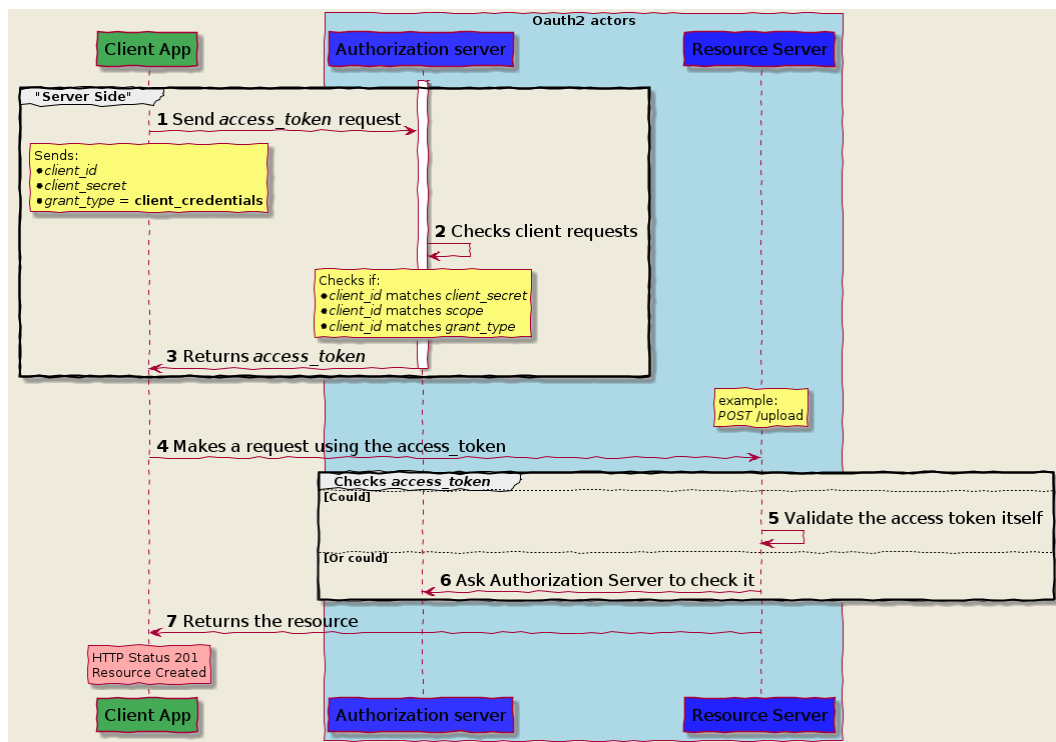 Oauth2 actors
Client App
Authorization server
Resource Server
"Server Side"
1 Send access_token request
Sends:
•client_id
•client_secret
•grant_type = client_credentials
2 Checks client requests
Checks if:
•client_id matches client_secret
•client_id matches scope
•client_id matches grant_type
3 Returns access_token
example:
POST /upload
4 Makes a request using the access_token
Checks access_token
[Could]
5 Validate the access token itself
[Or could]
6 Ask Authorization Server to check it
7 Returns the resource
HTTP Status 201
Resource Created
Client App
Authorization server
Resource Server